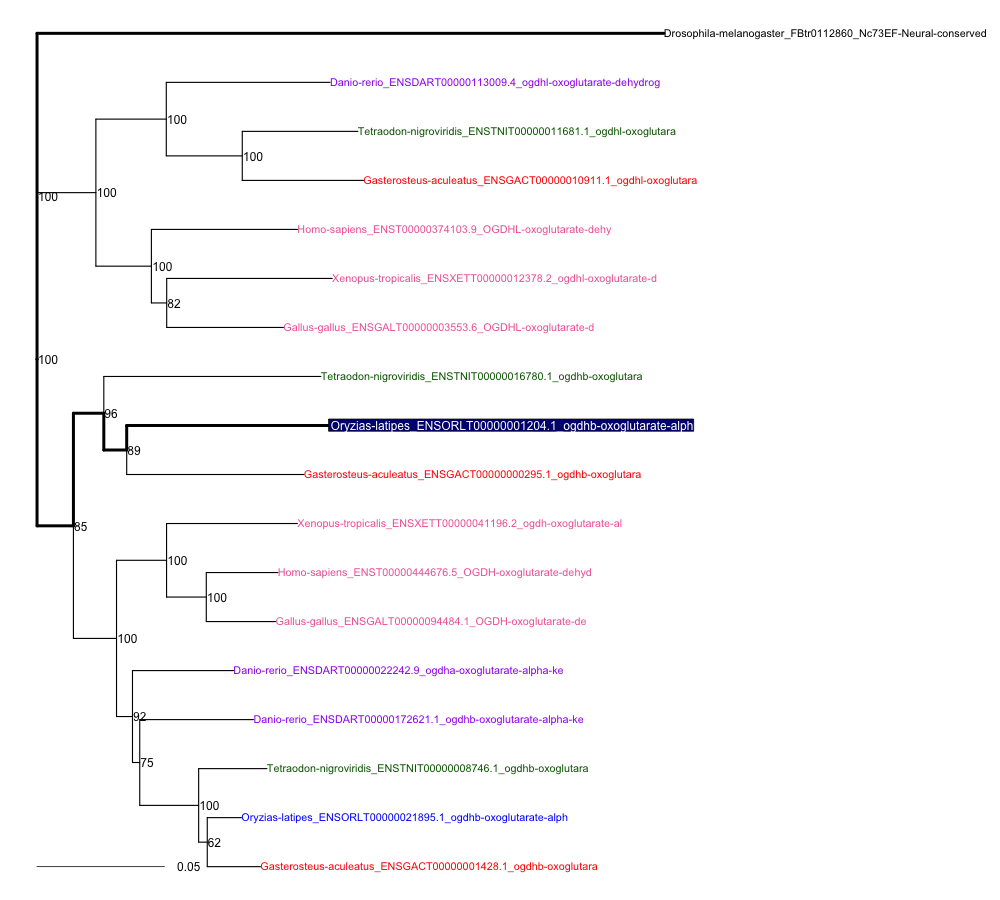 Drosophila-melanogaster_FBtr0112860_Nc73EF-Neural-conserved
Danio-rerio_ENSDART00000113009.4_ogdhl-oxoglutarate-dehydrog
100
Tetraodon-nigroviridis_ENSTNIT00000011681.1_ogdhl-oxoglutara
100
Gasterosteus-aculeatus_ENSGACT00000010911.1_ogdhl-oxoglutara
100
100
Homo-sapiens_ENST00000374103.9_OGDHL-oxoglutarate-dehy
100
Xenopus-tropicalis_ENSXETT00000012378.2_ogdhl-oxoglutarate-d
82
Gallus-gallus_ENSGALT00000003553.6_OGDHL-oxoglutarate-d
100
Tetraodon-nigroviridis_ENSTNIT00000016780.1_ogdhb-oxoglutara
96
Oryzias-latipes_ENSORLT00000001204.1_ogdhb-oxoglutarate-alph
89
Gasterosteus-aculeatus_ENSGACT00000000295.1_ogdhb-oxoglutara
85
Xenopus-tropicalis_ENSXETT00000041196.2_ogdh-oxoglutarate-al
100
Homo-sapiens_ENST00000444676.5_OGDH-oxoglutarate-dehyd
100
Gallus-gallus_ENSGALT00000094484.1_OGDH-oxoglutarate-de
100
Danio-rerio_ENSDART00000022242.9_ogdha-oxoglutarate-alpha-ke
92
Danio-rerio_ENSDART00000172621.1_ogdhb-oxoglutarate-alpha-ke
75
Tetraodon-nigroviridis_ENSTNIT00000008746.1_ogdhb-oxoglutara
100
Oryzias-latipes_ENSORLT00000021895.1_ogdhb-oxoglutarate-alph
62
Gasterosteus-aculeatus_ENSGACT00000001428.1_ogdhb-oxoglutara
0.05